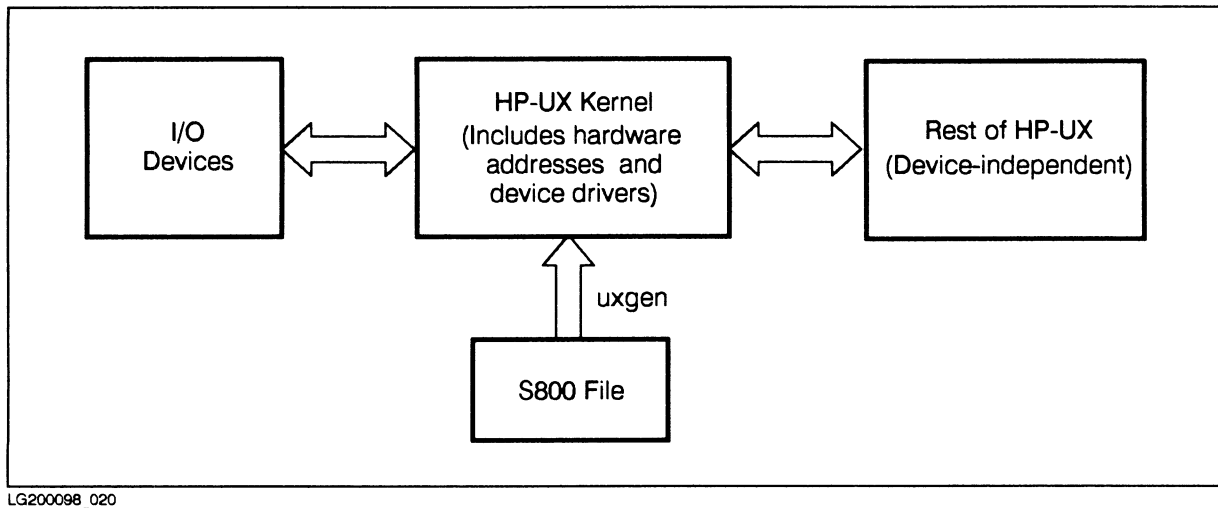 I/O
Devices
HP-UX Kernel
(Includes hardware
addresses and
device drivers)
Rest of HP-UX
(Device-independent)
uxgen
S800 File
LG200098_020